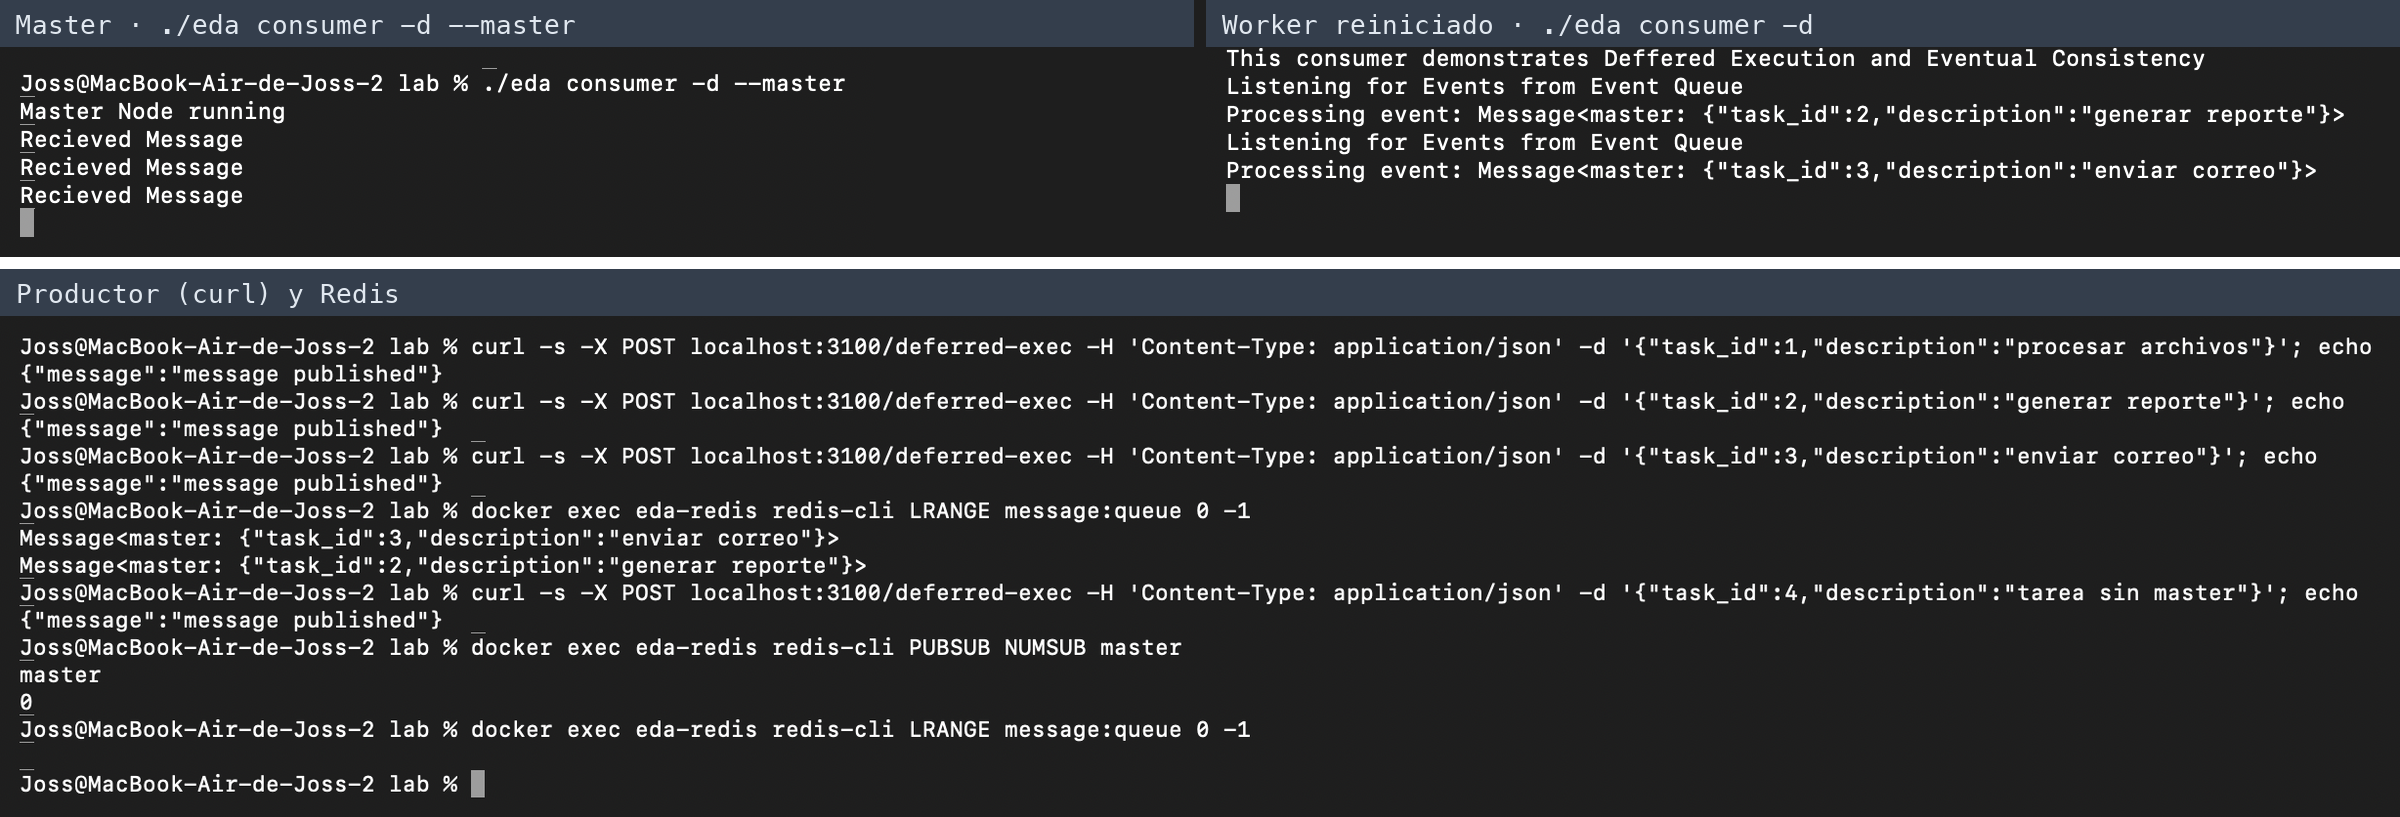 Master · ./eda consumer -d --master
Joss@MacBook-Air-de-Joss-2 lab % ./eda consumer -d --master
Master Node running
Recieved Message
Recieved Message
Recieved Message
Worker reiniciado · ./eda consumer -d
This consumer demonstrates Deffered Execution and Eventual Consistency
Listening for Events from Event Queue
Processing event: Message<master: {"task_id":2,"description":"generar reporte"}>
Listening for Events from Event Queue
Processing event: Message<master: {"task_id":3,"description":"enviar correo"}>
Productor (curl) y Redis
Joss@MacBook-Air-de-Joss-2 lab % curl -s -X POST localhost:3100/deferred-exec -H 'Content-Type: application/json' -d '{"task_id":1,"description":"procesar archivos"}'; echo
{"message":"message published"}
Joss@MacBook-Air-de-Joss-2 lab % curl -s -X POST localhost:3100/deferred-exec -H 'Content-Type: application/json' -d '{"task_id":2,"description":"generar reporte"}'; echo
{"message":"message published"}
Joss@MacBook-Air-de-Joss-2 lab % curl -s -X POST localhost:3100/deferred-exec -H 'Content-Type: application/json' -d '{"task_id":3,"description":"enviar correo"}'; echo
{"message":"message published"}
Joss@MacBook-Air-de-Joss-2 lab % docker exec eda-redis redis-cli LRANGE message:queue 0 -1
Message<master: {"task_id":3,"description":"enviar correo"}>
Message<master: {"task_id":2,"description":"generar reporte"}>
Joss@MacBook-Air-de-Joss-2 lab % curl -s -X POST localhost:3100/deferred-exec -H 'Content-Type: application/json' -d '{"task_id":4,"description":"tarea sin master"}'; echo
{"message":"message published"}
Joss@MacBook-Air-de-Joss-2 lab % docker exec eda-redis redis-cli PUBSUB NUMSUB master
master
0
Joss@MacBook-Air-de-Joss-2 lab % docker exec eda-redis redis-cli LRANGE message:queue 0 -1
Joss@MacBook-Air-de-Joss-2 lab %